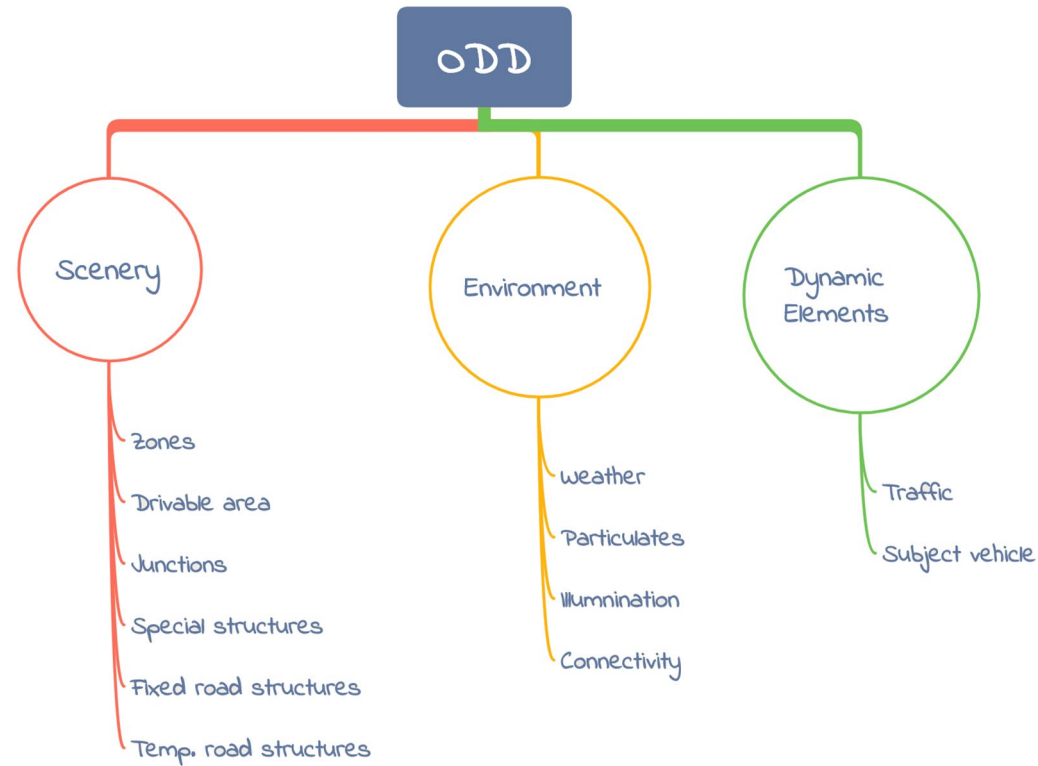 ODD
Scenery
Environment
Dynamic
Elements
Zones
Drivable area
Junctions
Special structures
Fixed road structures
Temp. road structures
Weather
Particulates
Illumnination
Connectivity
Traffic
Subject vehicle